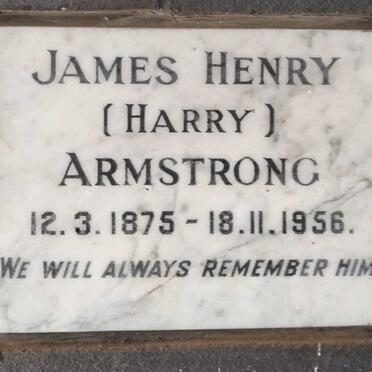 JAMES HENRY
(HARRY)
ARMSTRONG
12.3.1875 - 18.11.1956.
WE WILL ALWAYS REMEMBER HIM